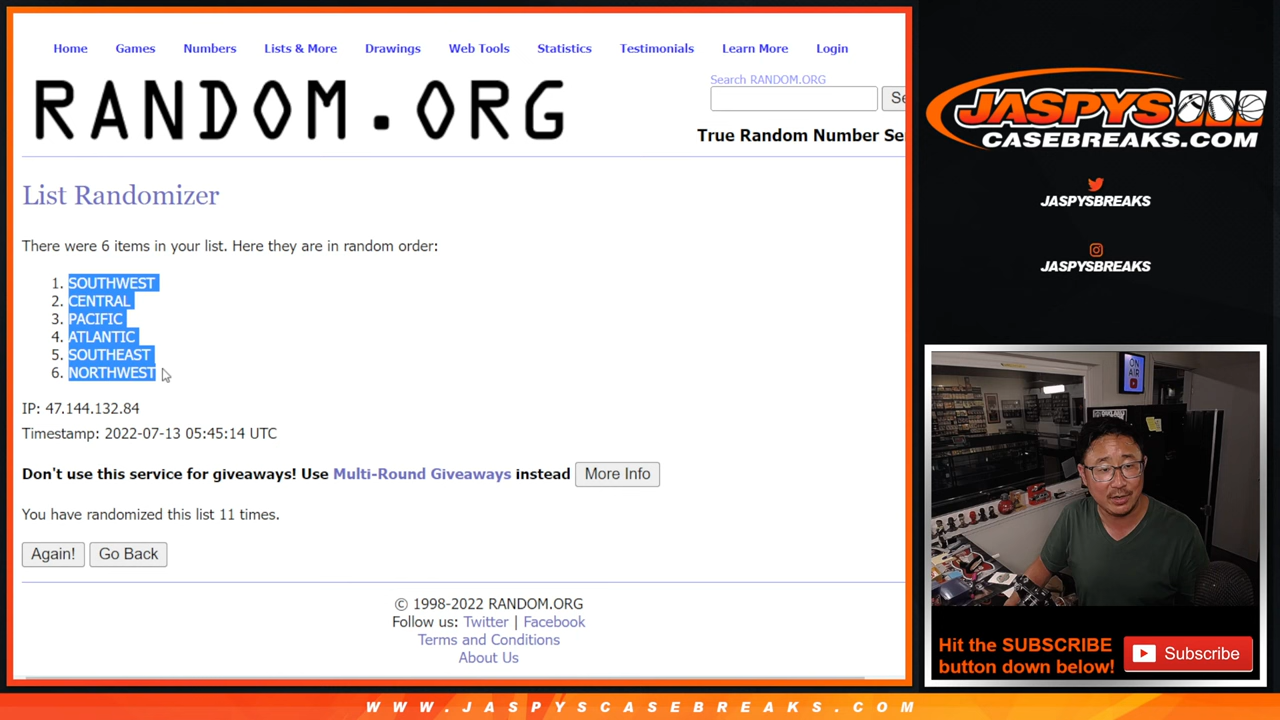 Home Games Numbers Lists & More Drawings Web Tools Statistics Testimonials Learn More Login
RANDOM.ORG
Search RANDOM.ORG
Se
True Random Number Se
List Randomizer
There were 6 items in your list. Here they are in random order:
1. SOUTHWEST
2. CENTRAL
3. PACIFIC
4. ATLANTIC
5. SOUTHEAST
6. NORTHWEST
IP: 47.144.132.84
Timestamp: 2022-07-13 05:45:14 UTC
Don't use this service for giveaways! Use Multi-Round Giveaways instead More Info
You have randomized this list 11 times.
Again! Go Back
© 1998-2022 RANDOM.ORG
Follow us: Twitter | Facebook
Terms and Conditions
About Us
JASPYS
CASEBREAKS.COM
JASPYSBREAKS
JASPYSBREAKS
ON
AIR
Hit the SUBSCRIBE
button down below!
Subscribe
WWW.JASPYSCASEBREAKS.COM